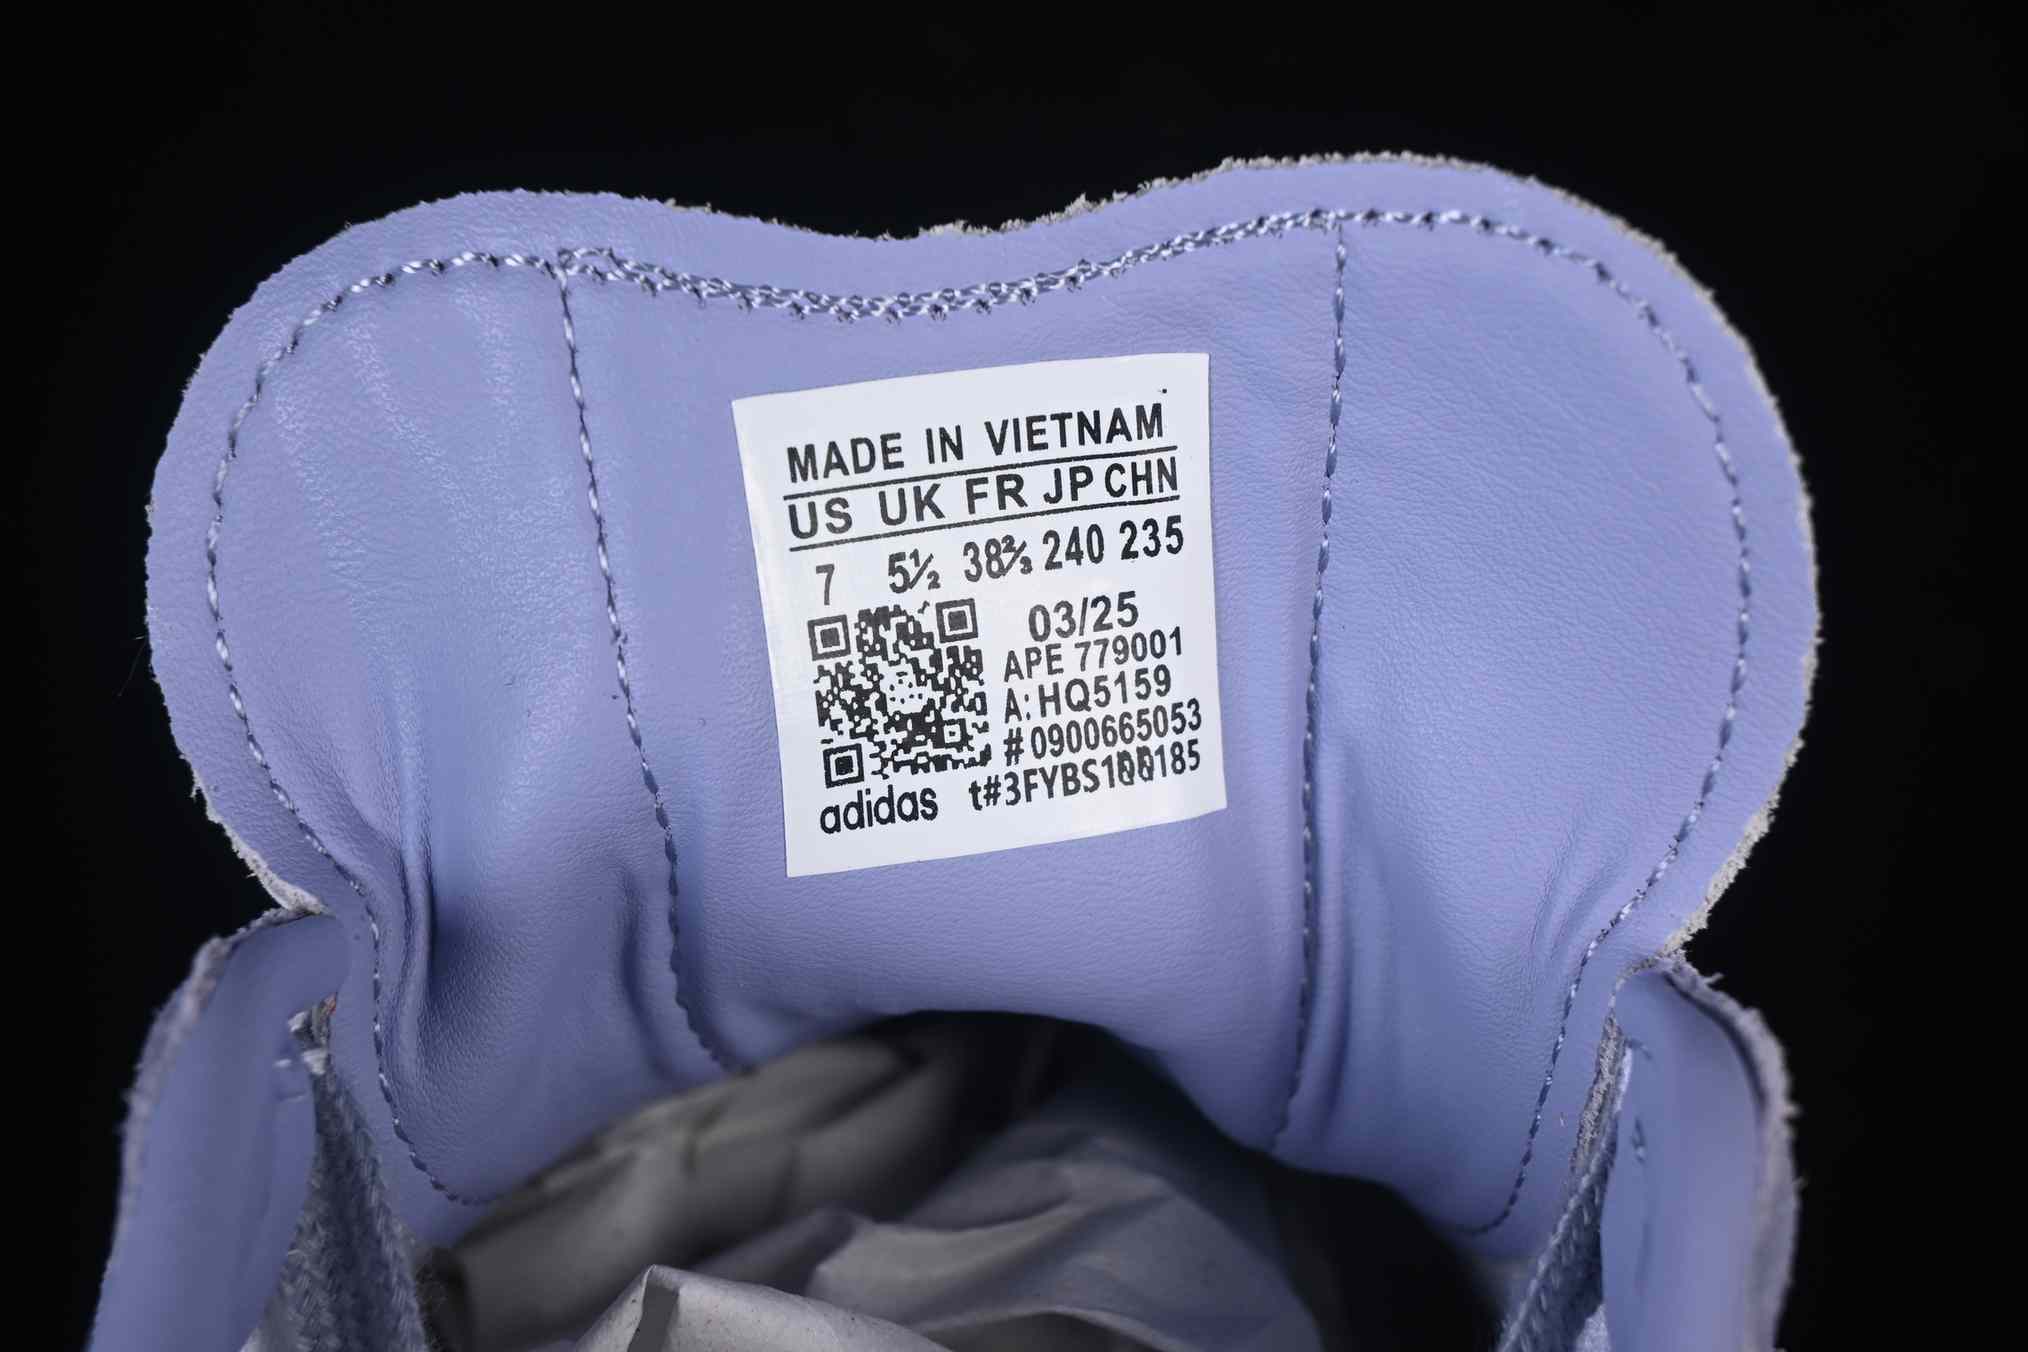 MADE IN VIETNAM
US UK FR JP CHN
7 5½ 38⅔ 240 235
03/25
APE 779001
A: HQ5159
# 0900665053
adidas t#3FYBS100185